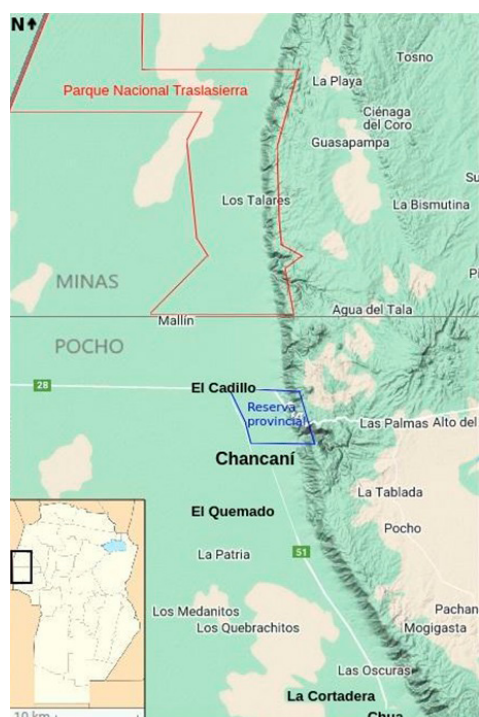 N
Tosno
Parque Nacional Traslasierra
La Playa
Ciénaga
del Coro
Guasapampa
Su
Los Talares
La Bismutina
MINAS
Pi
Agua del Tala
Mallín
POCHO
28
El Cadillo
Reserva
provincial
Las Palmas
Alto del
Chancaní
La Tablada
El Quemado
Pocho
51
La Patria
Los Medanitos
Los Quebrachitos
Pachan
Mogigasta
Las Oscuras
La Cortadera
10 km
Chua